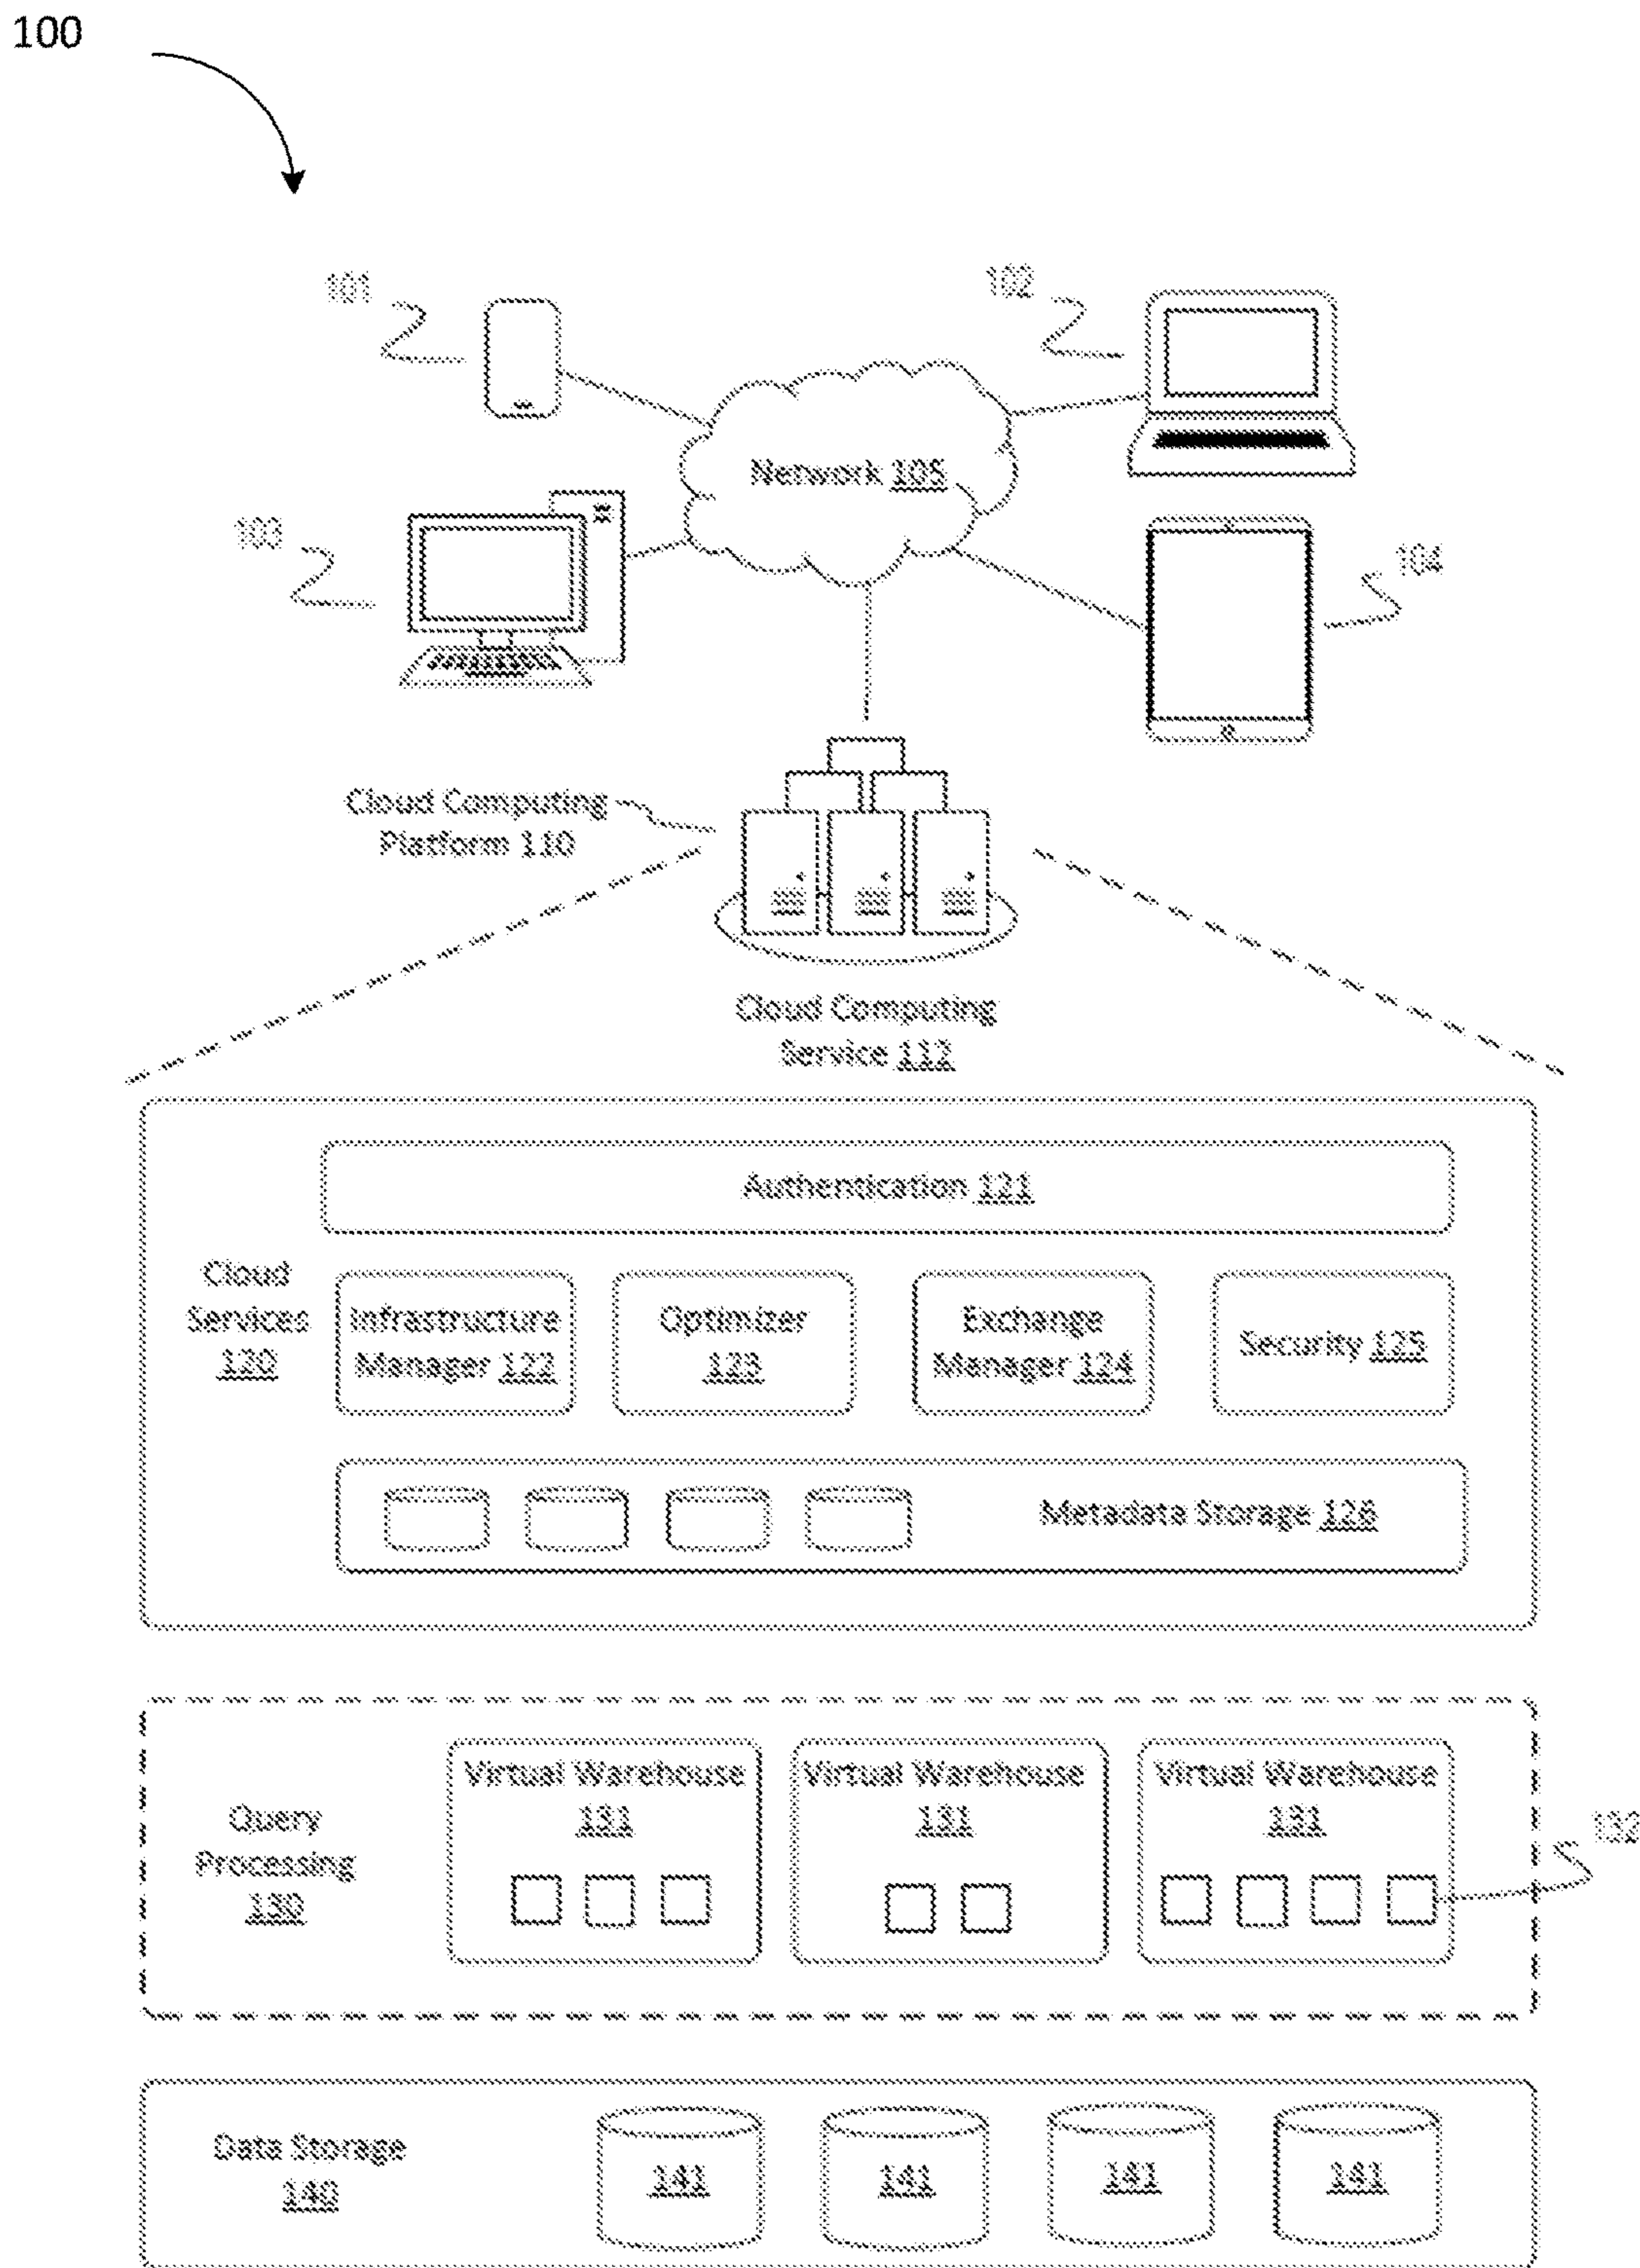 100
101
102
Network 105
103
104
Cloud Computing
Platform 110
Cloud Computing
Service 112
Authentication 121
Cloud
Services
120
Infrastructure
Manager 122
Optimizer
123
Exchange
Manager 124
Security 125
Metadata Storage 126
Query
Processing
130
Virtual Warehouse
131
Virtual Warehouse
131
Virtual Warehouse
131
132
Data Storage
140
141
141
141
141